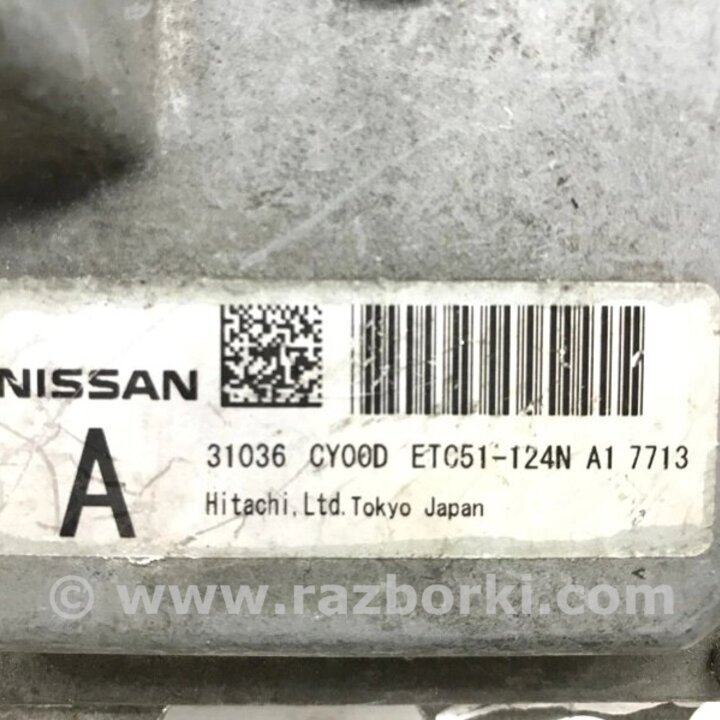 NISSAN
A
31036 CY00D ETC51-124N A1 7713
Hitachi,Ltd.Tokyo Japan
© www.razborki.com